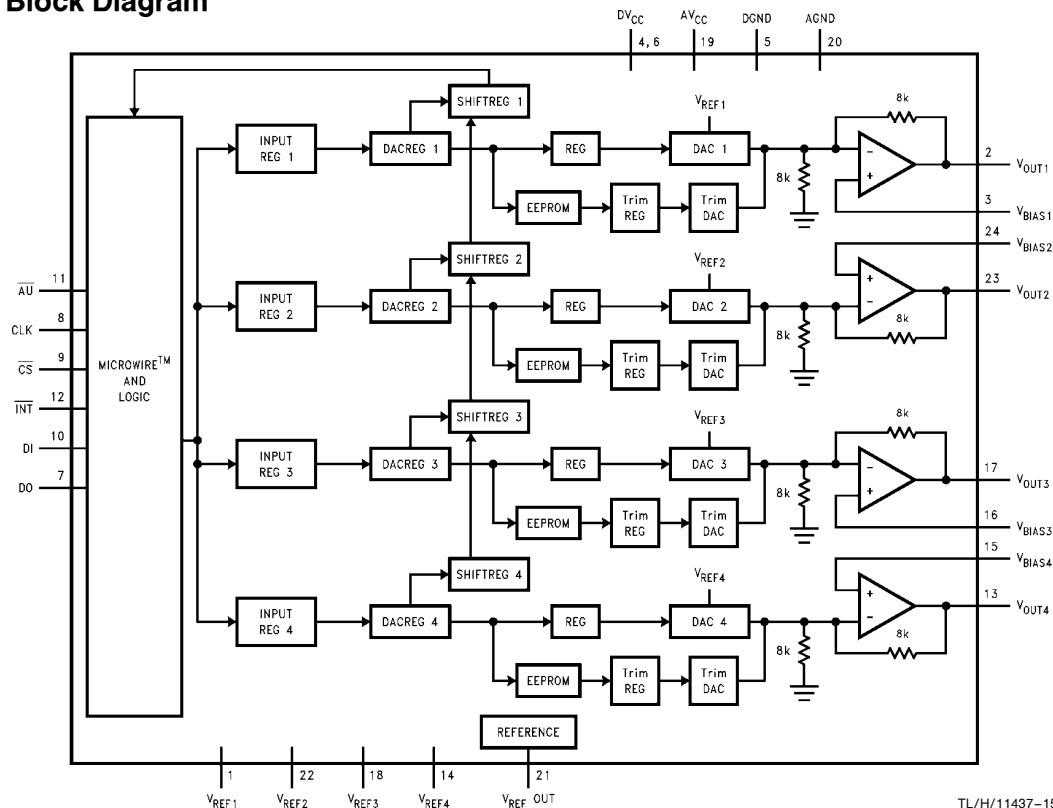 Block Diagram
DVCC AVCC DGND AGND
4, 6 19 5 20
SHIFTREG 1
VREF1
8k
INPUT
REG 1
DACREG 1
REG
DAC 1
−
+
2
VOUT1
8k
EEPROM
Trim
REG
Trim
DAC
3
VBIAS1
24
VBIAS2
SHIFTREG 2
VREF2
11
AU
INPUT
REG 2
DACREG 2
REG
DAC 2
+
−
23
VOUT2
8k
8k
8
CLK
9
CS
12
INT
10
DI
7
DO
MICROWIRE™
AND
LOGIC
EEPROM
Trim
REG
Trim
DAC
SHIFTREG 3
VREF3
8k
INPUT
REG 3
DACREG 3
REG
DAC 3
−
+
17
VOUT3
8k
EEPROM
Trim
REG
Trim
DAC
16
VBIAS3
15
VBIAS4
SHIFTREG 4
VREF4
INPUT
REG 4
DACREG 4
REG
DAC 4
+
−
13
VOUT4
8k
8k
EEPROM
Trim
REG
Trim
DAC
REFERENCE
1 22 18 14 21
VREF1 VREF2 VREF3 VREF4 VREF OUT